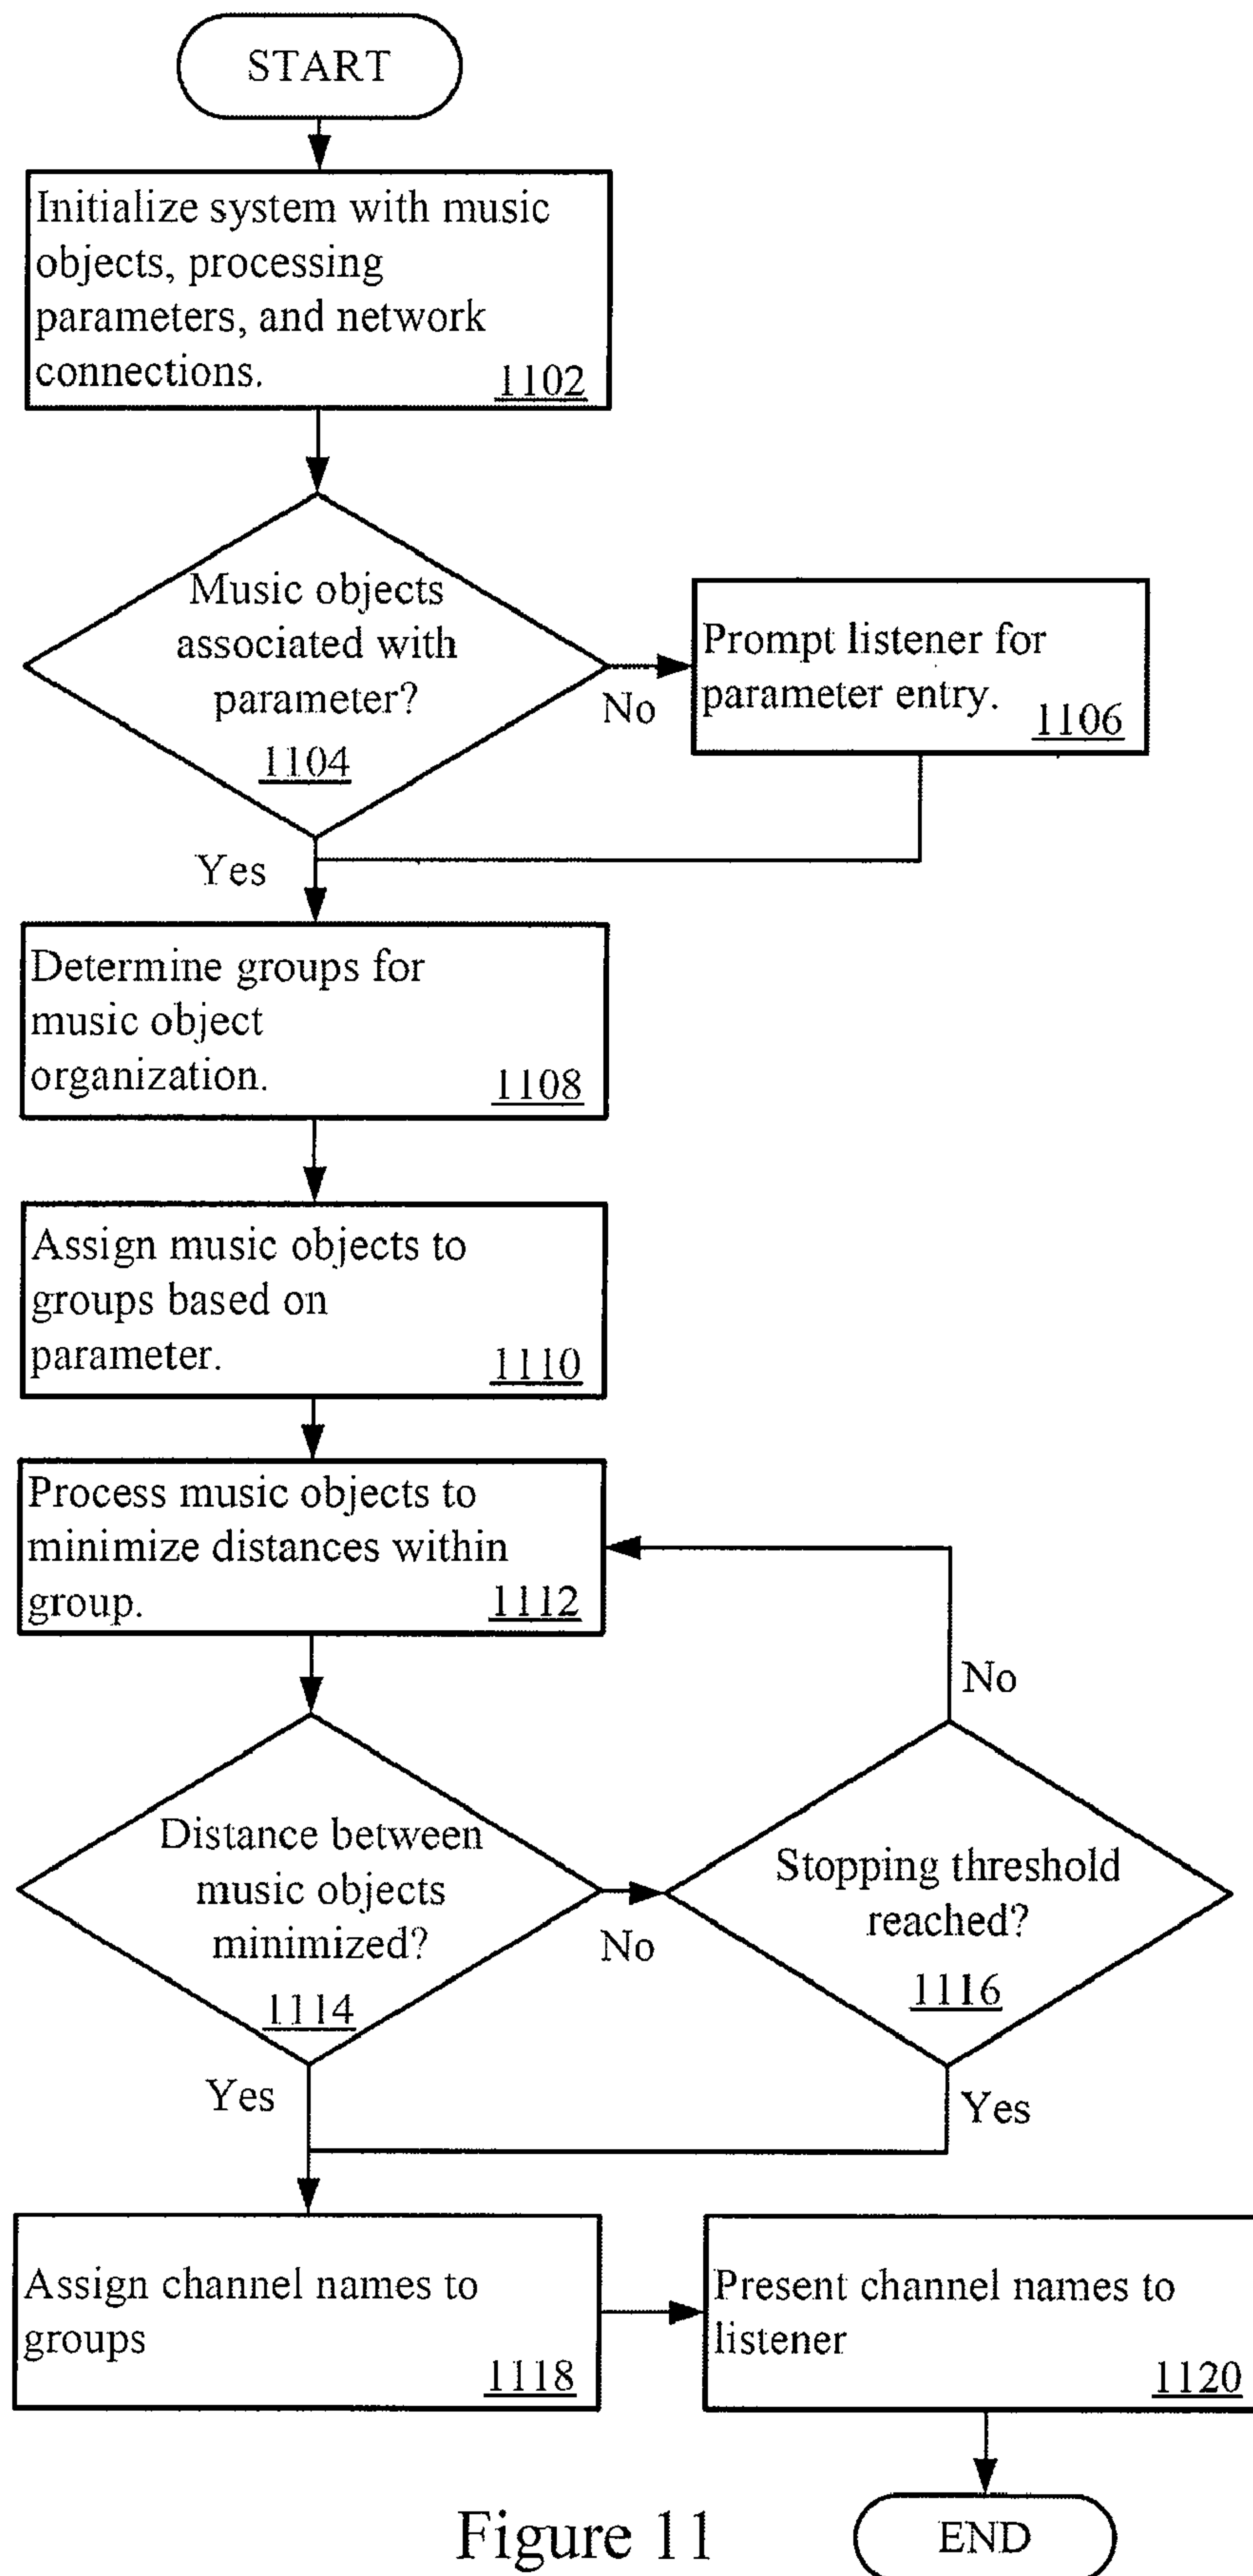 START
Initialize system with music
objects, processing
parameters, and network
connections.
1102
Music objects
associated with
parameter?
1104
No
Prompt listener for
parameter entry.
1106
Yes
Determine groups for
music object
organization.
1108
Assign music objects to
groups based on
parameter.
1110
Process music objects to
minimize distances within
group.
1112
No
Distance between
music objects
minimized?
1114
No
Stopping threshold
reached?
1116
Yes
Yes
Assign channel names to
groups
1118
Present channel names to
listener
1120
Figure 11
END